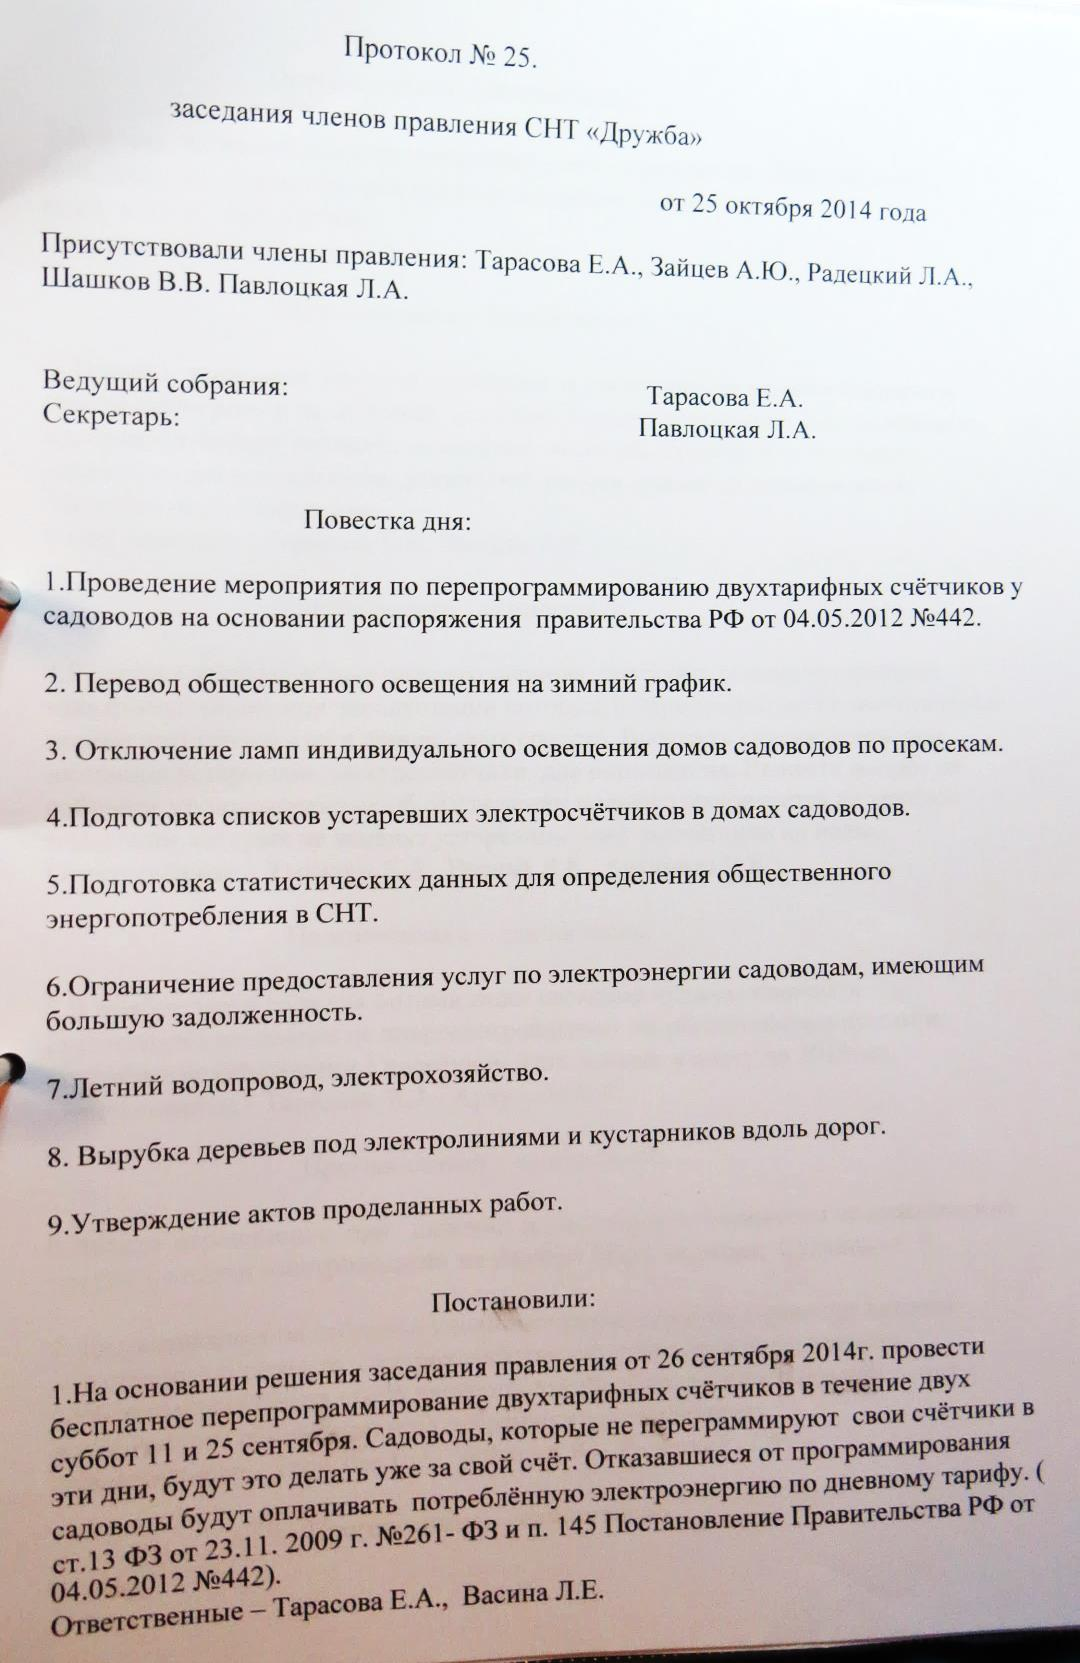 Протокол № 25.
заседания членов правления СНТ «Дружба»
от 25 октября 2014 года
Присутствовали члены правления: Тарасова Е.А., Зайцев А.Ю., Радецкий Л.А.,
Шашков В.В. Павлоцкая Л.А.
Ведущий собрания: Тарасова Е.А.
Секретарь: Павлоцкая Л.А.
Повестка дня:
1.Проведение мероприятия по перепрограммированию двухтарифных счётчиков у
садоводов на основании распоряжения правительства РФ от 04.05.2012 №442.
2. Перевод общественного освещения на зимний график.
3. Отключение ламп индивидуального освещения домов садоводов по просекам.
4.Подготовка списков устаревших электросчётчиков в домах садоводов.
5.Подготовка статистических данных для определения общественного
энергопотребления в СНТ.
6.Ограничение предоставления услуг по электроэнергии садоводам, имеющим
большую задолженность.
7.Летний водопровод, электрохозяйство.
8. Вырубка деревьев под электролиниями и кустарников вдоль дорог.
9.Утверждение актов проделанных работ.
Постановили:
1.На основании решения заседания правления от 26 сентября 2014г. провести
бесплатное перепрограммирование двухтарифных счётчиков в течение двух
суббот 11 и 25 сентября. Садоводы, которые не переграммируют свои счётчики в
эти дни, будут это делать уже за свой счёт. Отказавшиеся от программирования
садоводы будут оплачивать потреблённую электроэнергию по дневному тарифу. (
ст.13 ФЗ от 23.11. 2009 г. №261- ФЗ и п. 145 Постановление Правительства РФ от
04.05.2012 №442).
Ответственные – Тарасова Е.А., Васина Л.Е.